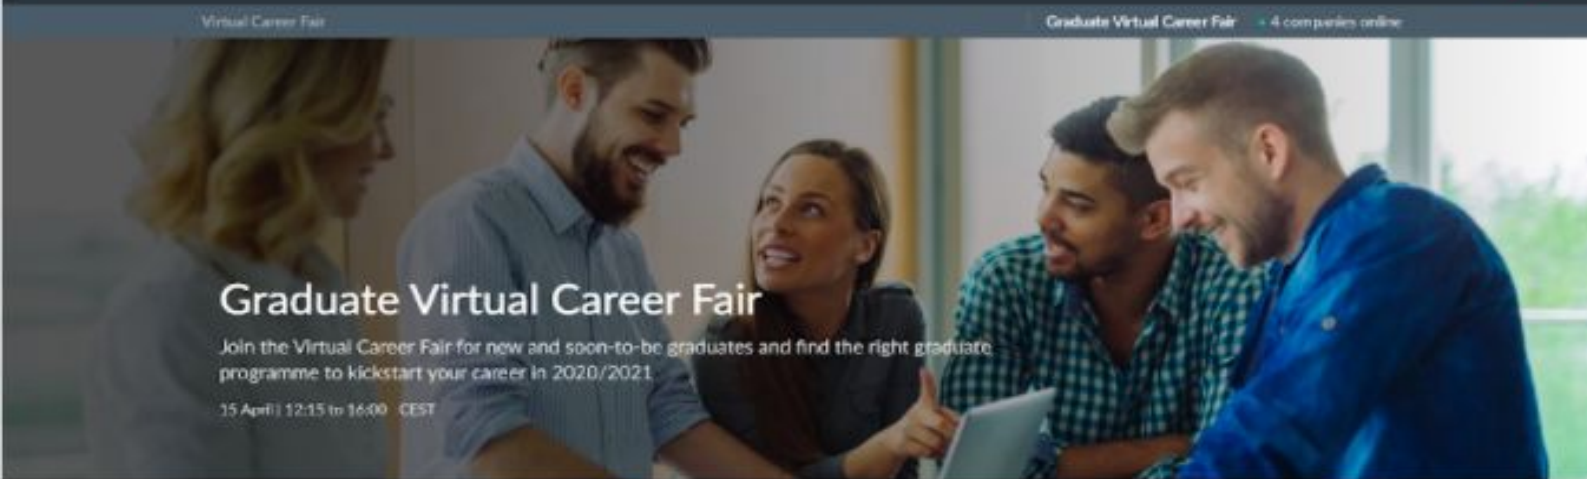 Virtual Career Fair
Graduate Virtual Career Fair • 4 companies online
Graduate Virtual Career Fair
Join the Virtual Career Fair for new and soon-to-be graduates and find the right graduate
programme to kickstart your career in 2020/2021
15 April | 12:15 to 16:00 CEST